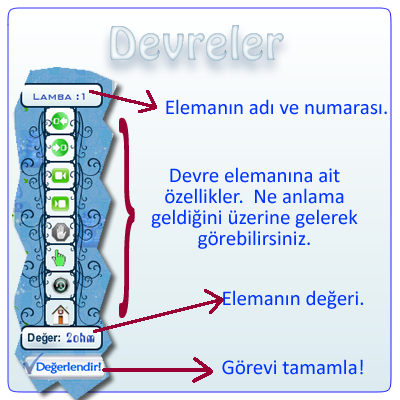 Devreler
LAMBA :1
Elemanın adı ve numarası.
Devre elemanına ait
özellikler. Ne anlama
geldiğini üzerine gelerek
görebilirsiniz.
Elemanın değeri.
Değer: 2ohm
Değerlendir!
Görevi tamamla!